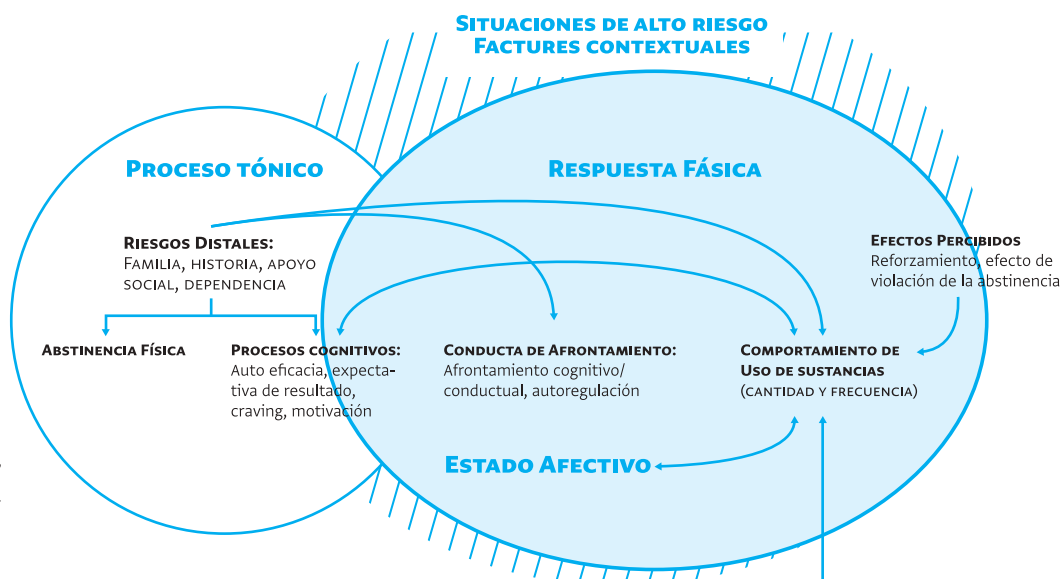 SITUACIONES DE ALTO RIESGO
FACTURES CONTEXTUALES
PROCESO TÓNICO
RESPUESTA FÁSICA
RIESGOS DISTALES:
FAMILIA, HISTORIA, APOYO
SOCIAL, DEPENDENCIA
EFECTOS PERCIBIDOS
Reforzamiento, efecto de
violación de la abstinencia
ABSTINENCIA FÍSICA
PROCESOS COGNITIVOS:
Auto eficacia, expecta-
tiva de resultado,
craving, motivación
CONDUCTA DE AFRONTAMIENTO:
Afrontamiento cognitivo/
conductual, autoregulación
COMPORTAMIENTO DE
USO DE SUSTANCIAS
(CANTIDAD Y FRECUENCIA)
ESTADO AFECTIVO